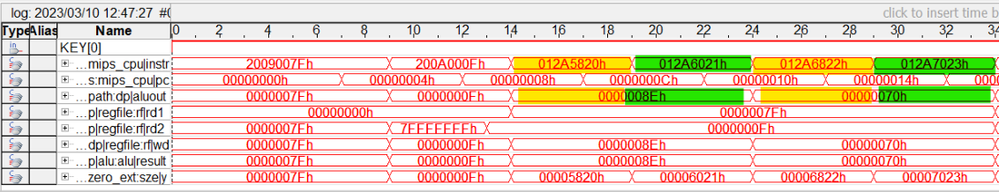 log: 2023/03/10 12:47:27 #0 click to insert time b
Type Alias Name 0 2 4 6 8 10 12 14 16 18 20 22 24 26 28 30 32 34
in KEY[0]
...mips_cpu|instr 2009007Fh 200A000Fh 012A5820h 012A6021h 012A6822h 012A7023h
...s:mips_cpu|pc 00000000h 00000004h 00000008h 0000000Ch 00000010h 00000014h 0000
...path:dp|aluout 0000007Fh 0000000Fh 0000008Eh 00000070h
...p|regfile:rf|rd1 00000000h 0000007Fh
...p|regfile:rf|rd2 0000007Fh 7FFFFFFFh 0000000Fh
...dp|regfile:rf|wd 0000007Fh 0000000Fh 0000008Eh 00000070h
...p|alu:alu|result 0000007Fh 0000000Fh 0000008Eh 00000070h
...zero_ext:sze|y 0000007Fh 0000000Fh 00005820h 00006021h 00006822h 00007023h